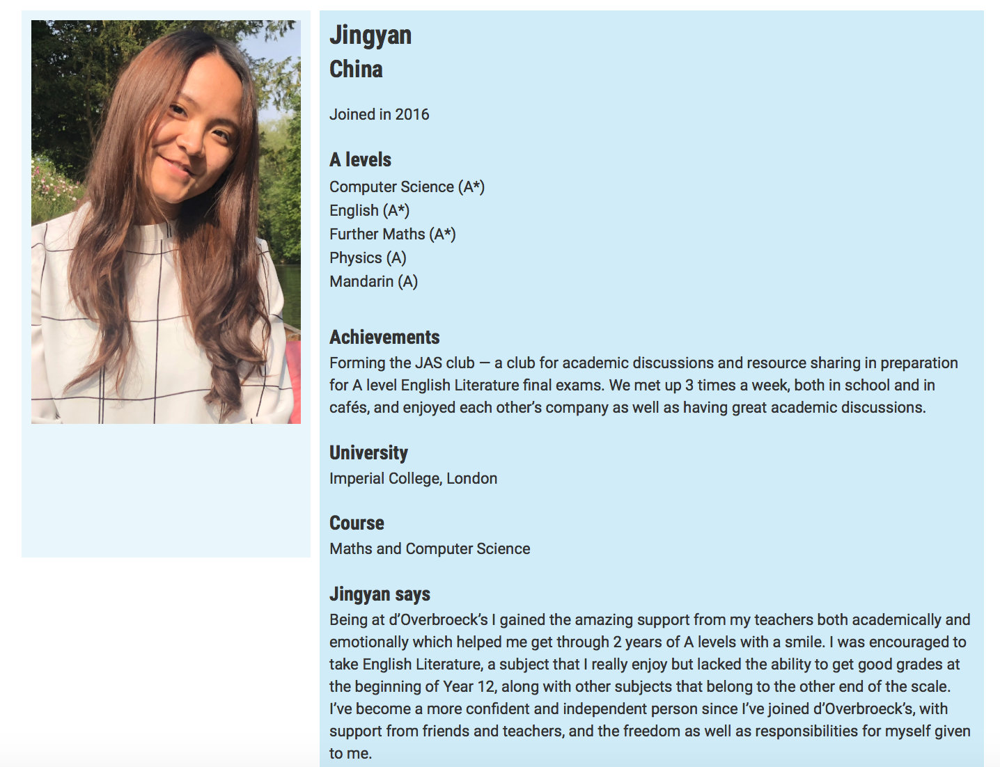 Jingyan
China
Joined in 2016
A levels
Computer Science (A*)
English (A*)
Further Maths (A*)
Physics (A)
Mandarin (A)
Achievements
Forming the JAS club — a club for academic discussions and resource sharing in preparation
for A level English Literature final exams. We met up 3 times a week, both in school and in
cafés, and enjoyed each other’s company as well as having great academic discussions.
University
Imperial College, London
Course
Maths and Computer Science
Jingyan says
Being at d’Overbroeck’s I gained the amazing support from my teachers both academically and
emotionally which helped me get through 2 years of A levels with a smile. I was encouraged to
take English Literature, a subject that I really enjoy but lacked the ability to get good grades at
the beginning of Year 12, along with other subjects that belong to the other end of the scale.
I’ve become a more confident and independent person since I’ve joined d’Overbroeck’s, with
support from friends and teachers, and the freedom as well as responsibilities for myself given
to me.